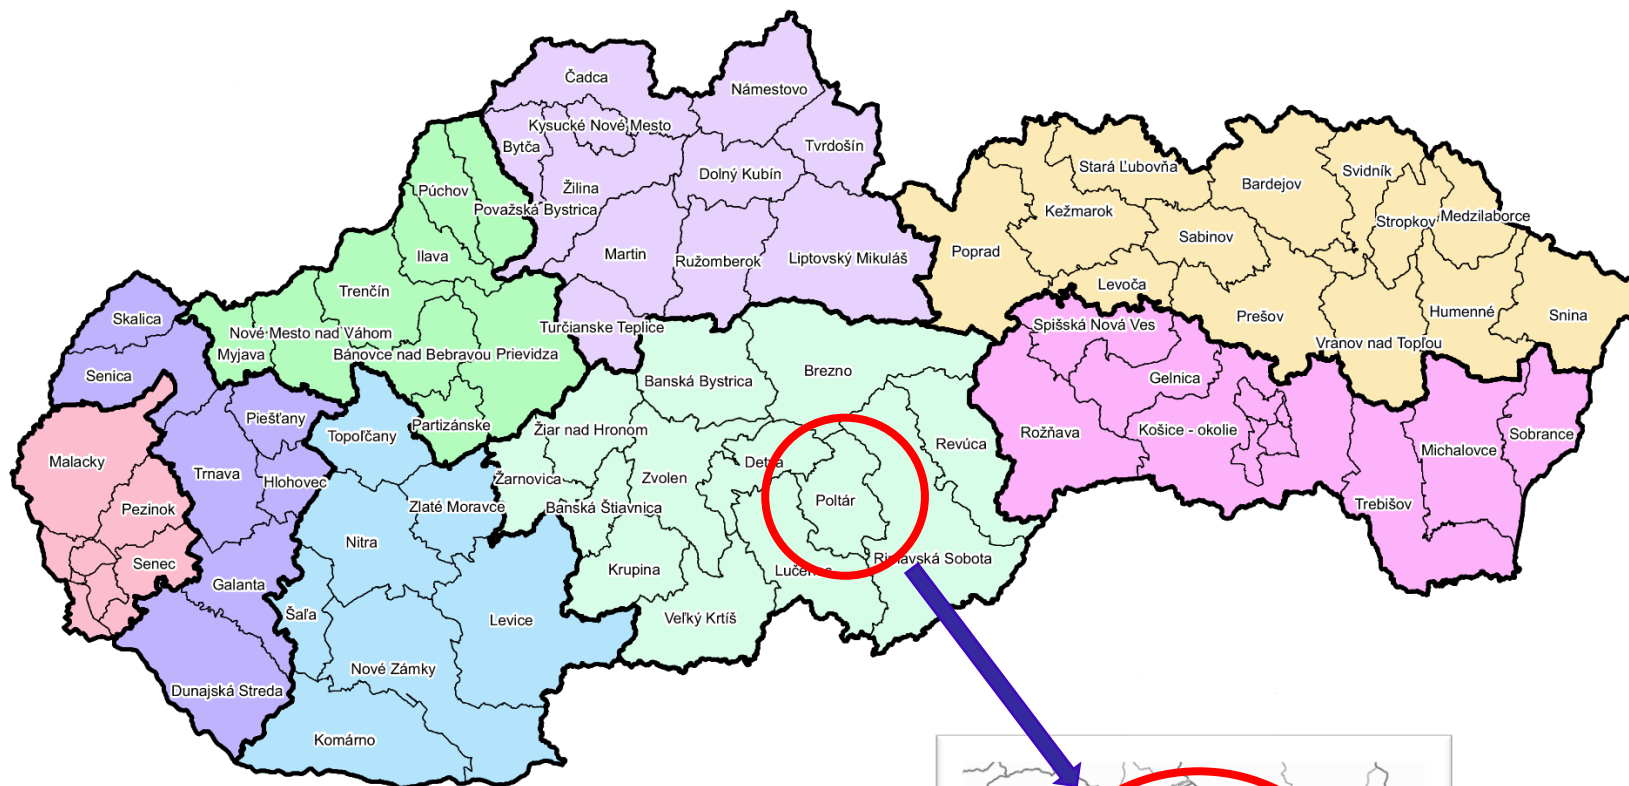 Čadca
Námestovo
Kysucké Nové Mesto
Bytča
Tvrdošín
Dolný Kubín
Žilina
Púchov
Považská Bystrica
Stará Ľubovňa
Svidník
Bardejov
Kežmarok
Stropkov
Medzilaborce
Sabinov
Poprad
Ilava
Martin
Ružomberok
Liptovský Mikuláš
Levoča
Trenčín
Skalica
Nové Mesto nad Váhom
Turčianske Teplice
Spišská Nová Ves
Prešov
Humenné
Snina
Myjava
Bánovce nad Bebravou
Prievidza
Vranov nad Topľou
Senica
Banská Bystrica
Brezno
Gelnica
Piešťany
Partizánske
Topoľčany
Žiar nad Hronom
Revúca
Rožňava
Košice - okolie
Sobrance
Malacky
Trnava
Hlohovec
Žarnovica
Zvolen
Detva
Michalovce
Pezinok
Zlaté Moravce
Banská Štiavnica
Poltár
Trebišov
Nitra
Senec
Krupina
Lučenec
Rimavská Sobota
Galanta
Šaľa
Levice
Veľký Krtíš
Nové Zámky
Dunajská Streda
Komárno